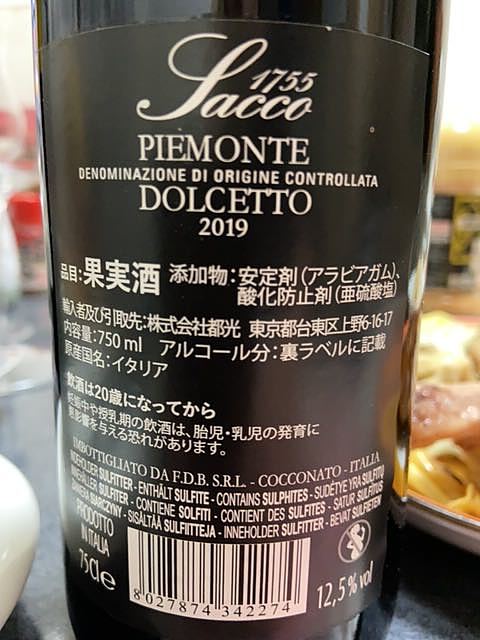 1755
Sacco
PIEMONTE
DENOMINAZIONE DI ORIGINE CONTROLLATA
DOLCETTO
2019
品目:果実酒 添加物:安定剤(アラビアガム)、
酸化防止剤(亜硫酸塩)
輸入者及び引取先:株式会社都光 東京都台東区上野6-16-17
内容量:750 ml アルコール分:裏ラベルに記載
原産国名:イタリア
飲酒は20歳になってから
妊娠中や授乳期の飲酒は、胎児・乳児の発育に
悪影響を与える恐れがあります。
IMBOTTIGLIATO DA F.D.B. S.R.L. - COCCONATO - ITALIA
INNEHOLDER SULFITTER - ENTHÄLT SULFITE - CONTAINS SULPHITES - SUDĖTYJE YRA SULFITŲ
INNEHÅLLER SULFITER - CONTIENE SOLFITI - CONTIENT DES SULFITES - SATUR SULFĪTUS
ZAWIERA SIARCZYNY - SISÄLTÄÄ SULFIITTEJA - INNEHOLDER SULFITTER - BEVAT SULFIETEN
PRODOTTO
IN ITALIA
75cl e
8 027874 342274
12,5% vol